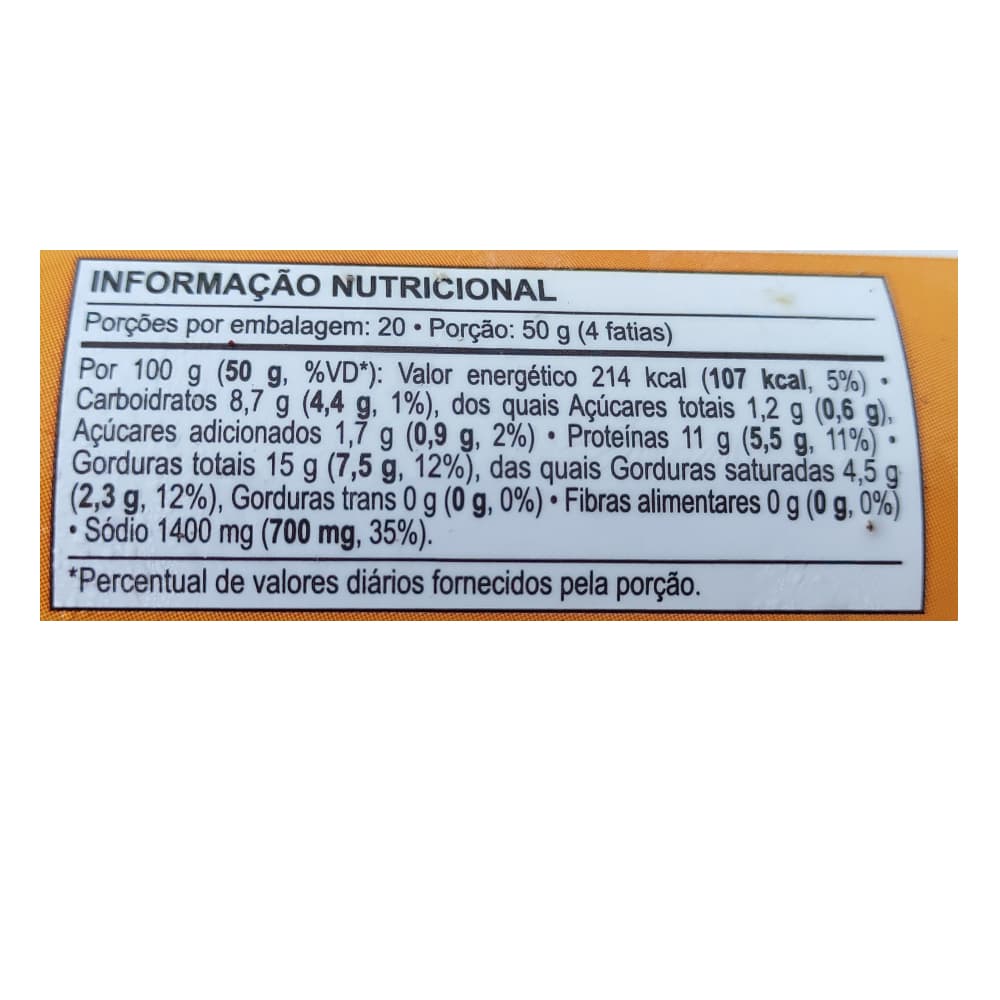 INFORMAÇÃO NUTRICIONAL
Porções por embalagem: 20 • Porção: 50 g (4 fatias)
Por 100 g (50 g, %VD*): Valor energético 214 kcal (107 kcal, 5%) •
Carboidratos 8,7 g (4,4 g, 1%), dos quais Açúcares totais 1,2 g (0,6 g),
Açúcares adicionados 1,7 g (0,9 g, 2%) • Proteínas 11 g (5,5 g, 11%) •
Gorduras totais 15 g (7,5 g, 12%), das quais Gorduras saturadas 4,5 g
(2,3 g, 12%), Gorduras trans 0 g (0 g, 0%) • Fibras alimentares 0 g (0 g, 0%)
• Sódio 1400 mg (700 mg, 35%).
*Percentual de valores diários fornecidos pela porção.